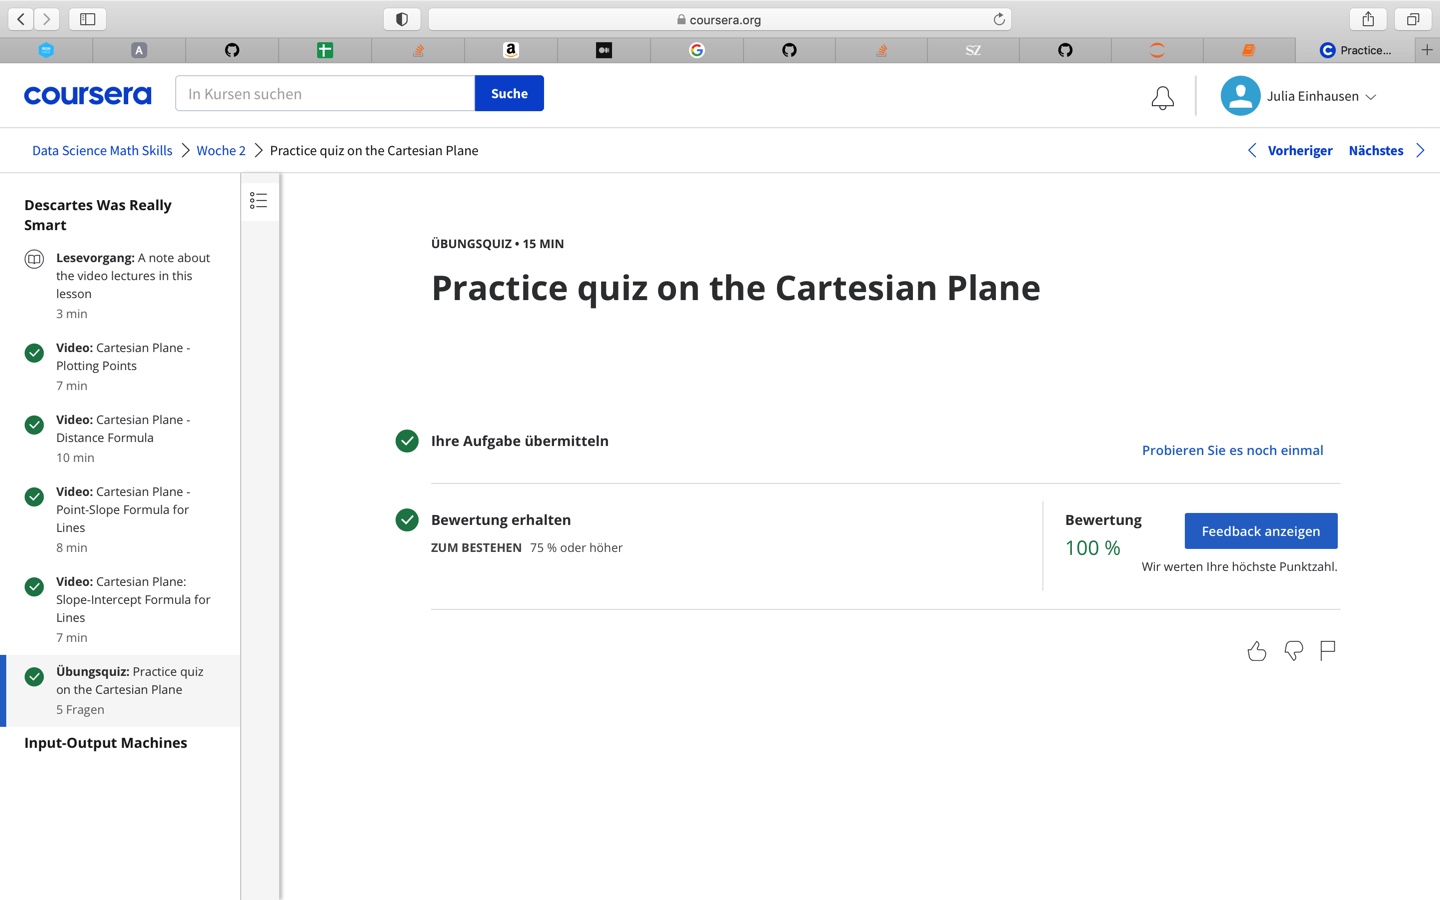 coursera.org
A
a
SZ
Practice...
coursera
In Kursen suchen
Suche
Julia Einhausen
Data Science Math Skills
Woche 2
Practice quiz on the Cartesian Plane
Vorheriger
Nächstes
Descartes Was Really
Smart
Lesevorgang: A note about
the video lectures in this
lesson
3 min
Video: Cartesian Plane -
Plotting Points
7 min
Video: Cartesian Plane -
Distance Formula
10 min
Video: Cartesian Plane -
Point-Slope Formula for
Lines
8 min
Video: Cartesian Plane:
Slope-Intercept Formula for
Lines
7 min
Übungsquiz: Practice quiz
on the Cartesian Plane
5 Fragen
Input-Output Machines
ÜBUNGSQUIZ • 15 MIN
Practice quiz on the Cartesian Plane
Ihre Aufgabe übermitteln
Probieren Sie es noch einmal
Bewertung erhalten
ZUM BESTEHEN 75 % oder höher
Bewertung
100 %
Feedback anzeigen
Wir werten Ihre höchste Punktzahl.